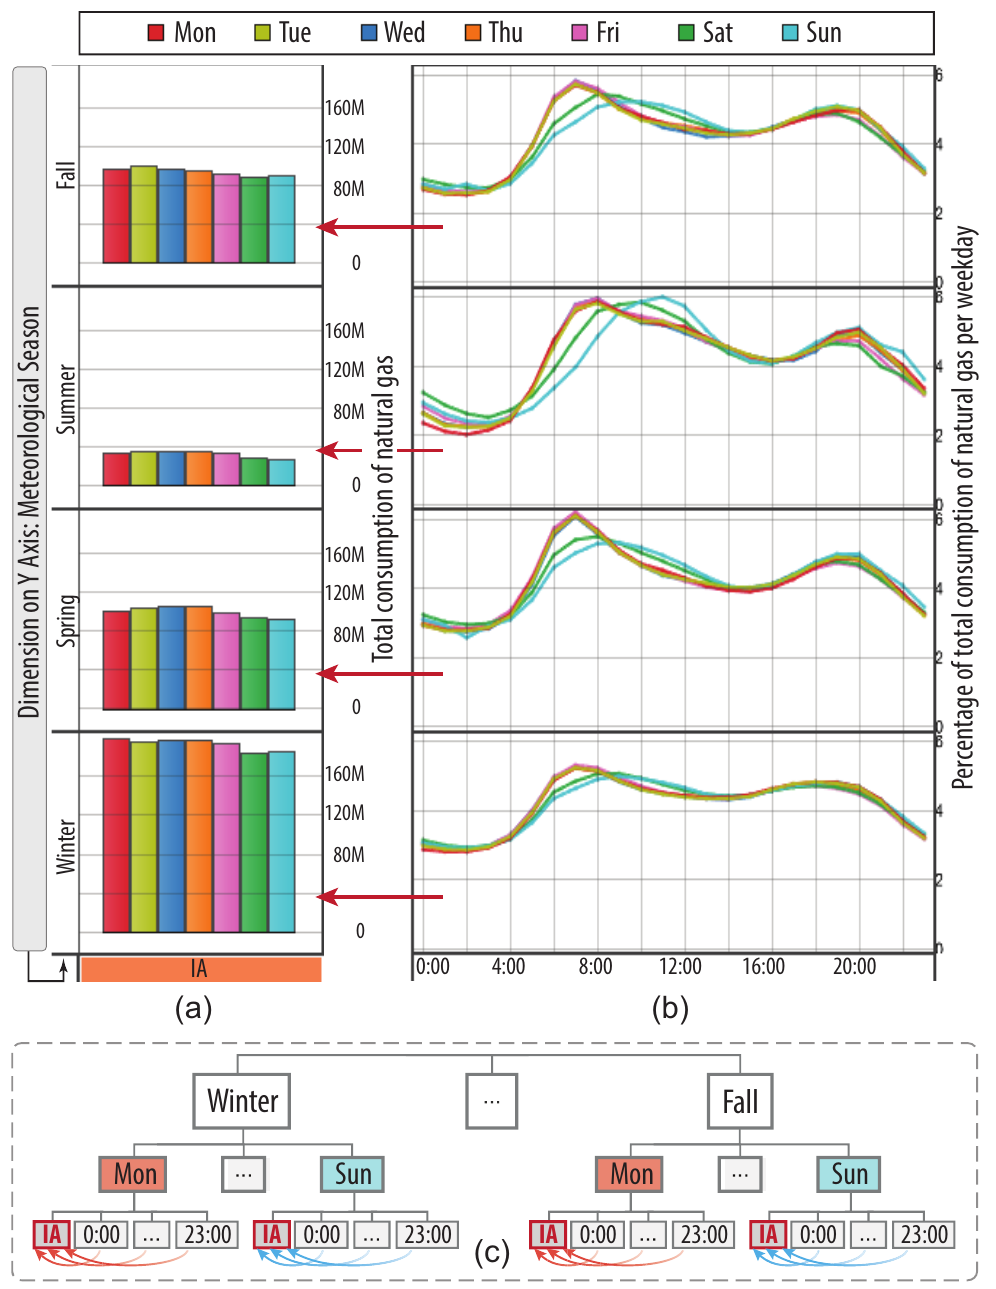 Mon Tue Wed Thu Fri Sat Sun
Dimension on Y Axis: Meteorological Season
Fall
160M
120M
80M
0
Summer
160M
120M
80M
0
Spring
160M
120M
80M
0
Winter
160M
120M
80M
0
IA
(a)
Total consumption of natural gas
6
4
2
0
6
4
2
0
6
4
2
0
6
4
2
0
0:00 4:00 8:00 12:00 16:00 20:00
(b)
Percentage of total consumption of natural gas per weekday
Winter ... Fall
Mon ... Sun Mon ... Sun
IA 0:00 ... 23:00 IA 0:00 ... 23:00 IA 0:00 ... 23:00 IA 0:00 ... 23:00
(c)